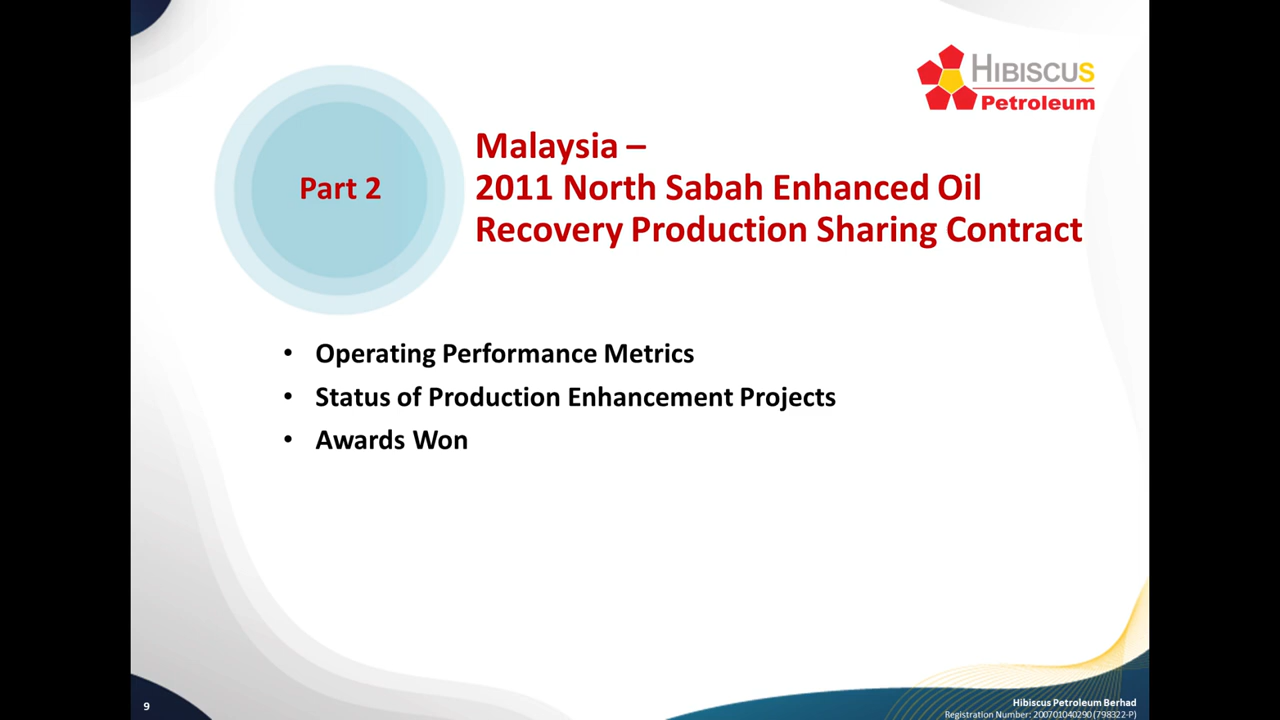 HIBISCUS
Petroleum
Part 2
Malaysia –
2011 North Sabah Enhanced Oil
Recovery Production Sharing Contract
• Operating Performance Metrics
• Status of Production Enhancement Projects
• Awards Won
9
Hibiscus Petroleum Berhad
Registration Number: 200701040290 (798322-P)